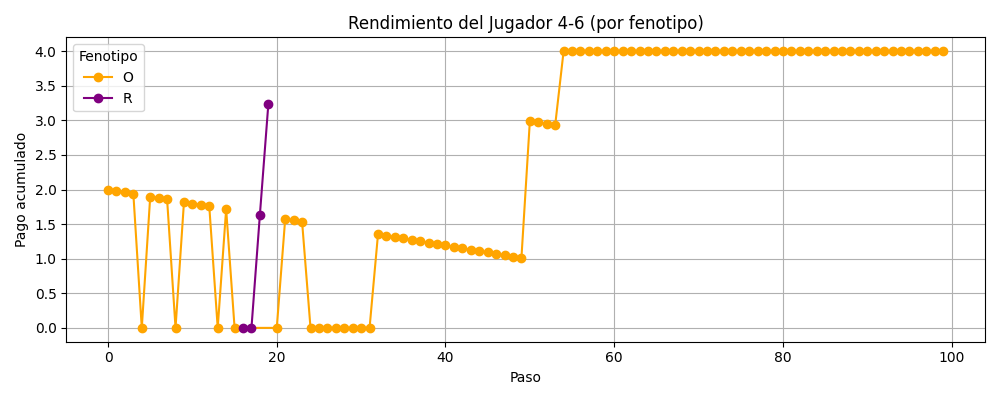 Rendimiento del Jugador 4-6 (por fenotipo)
Fenotipo
O
R
Pago acumulado
4.0
3.5
3.0
2.5
2.0
1.5
1.0
0.5
0.0
0 20 40 60 80 100
Paso